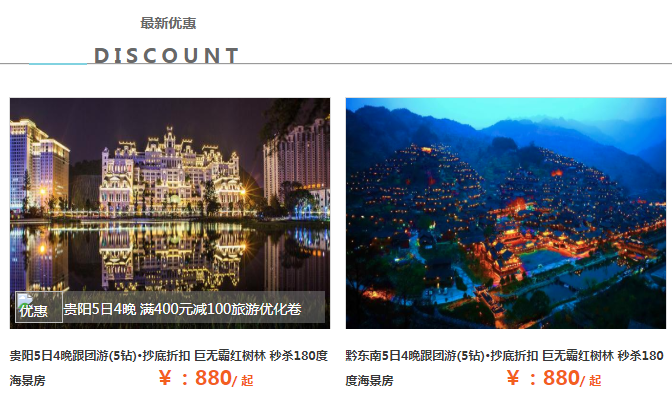 最新优惠
DISCOUNT
优惠
贵阳5日4晚 满400元减100旅游优化卷
贵阳5日4晚跟团游(5钻)•抄底折扣 巨无霸红树林 秒杀180度
海景房
¥：880/ 起
黔东南5日4晚跟团游(5钻)•抄底折扣 巨无霸红树林 秒杀180
度海景房
¥：880/ 起